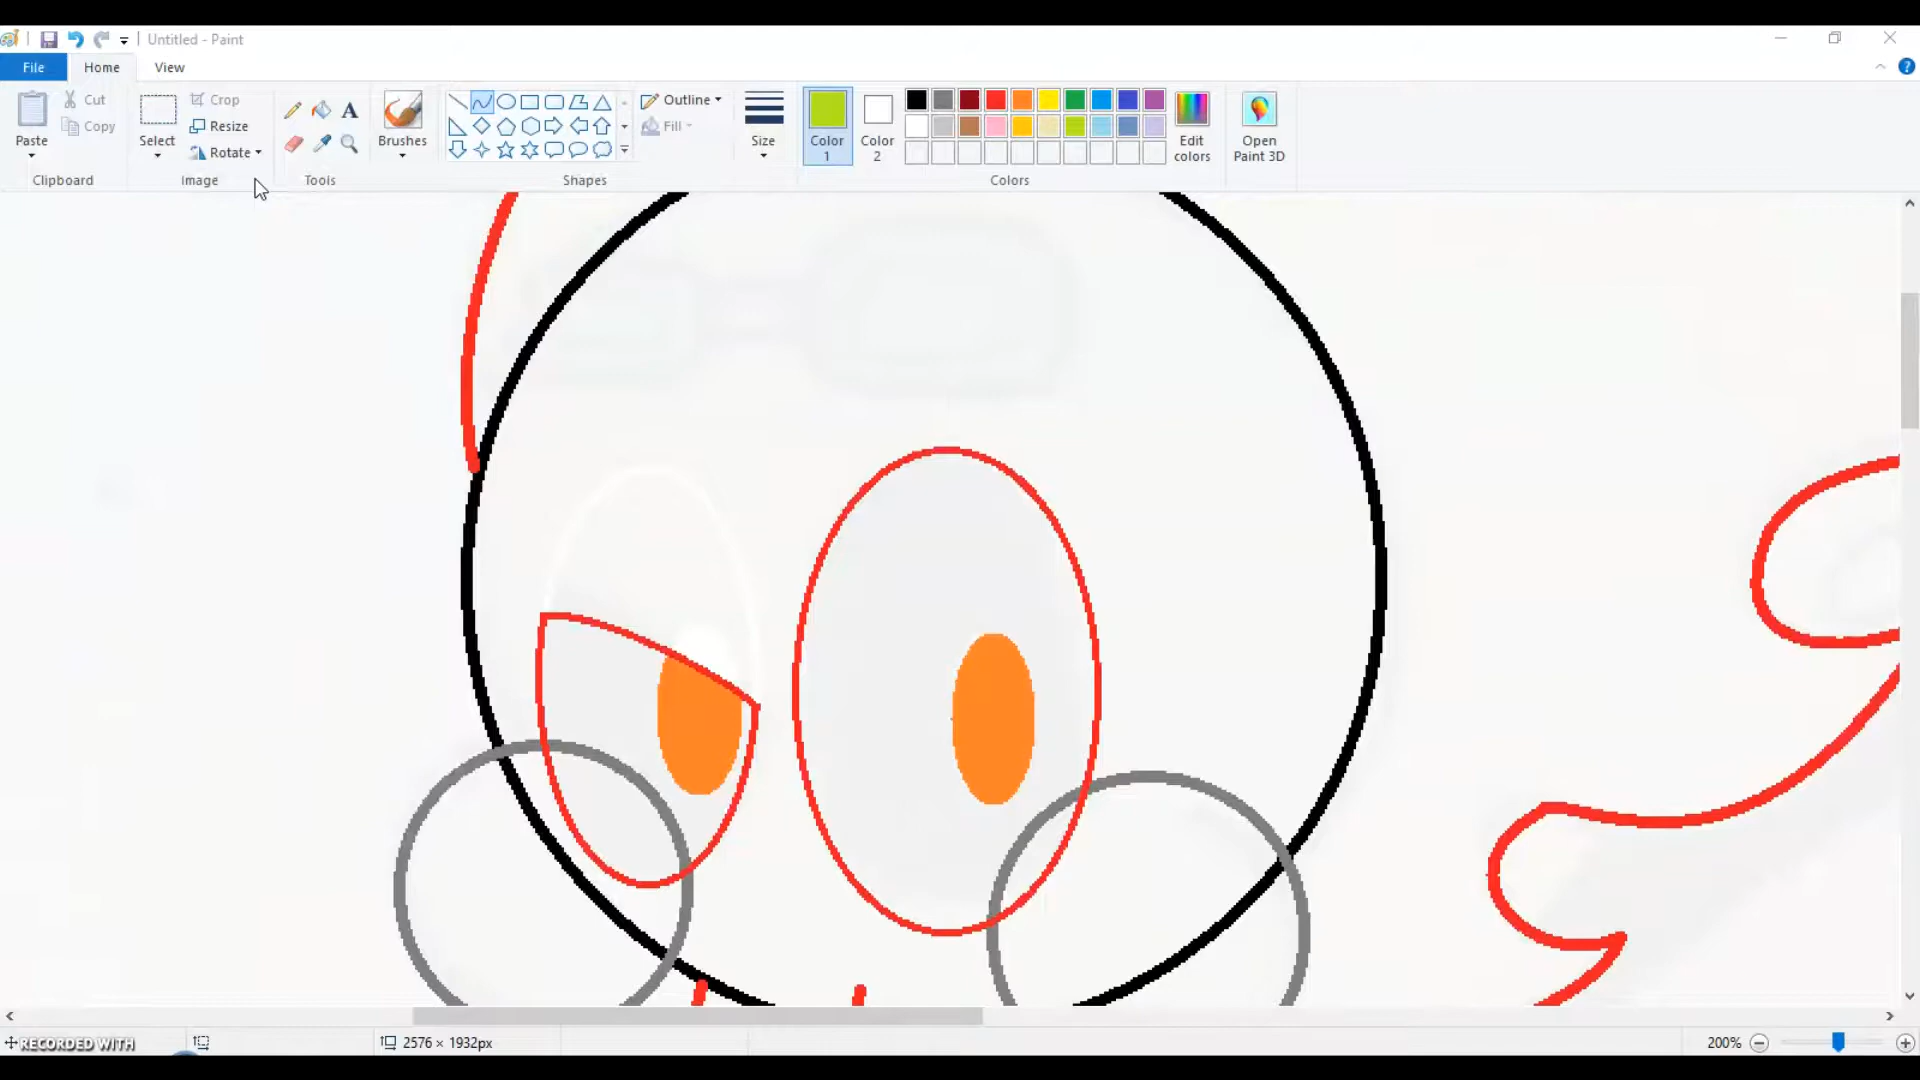 Untitled - Paint
File Home View
Paste Cut Copy Clipboard
Select Crop Resize Rotate Image
A Tools
Brushes
Shapes Outline Fill
Size
Color 1 Color 2 Edit colors Colors
Open Paint 3D
RECORDED WITH 2576 × 1932px 200%